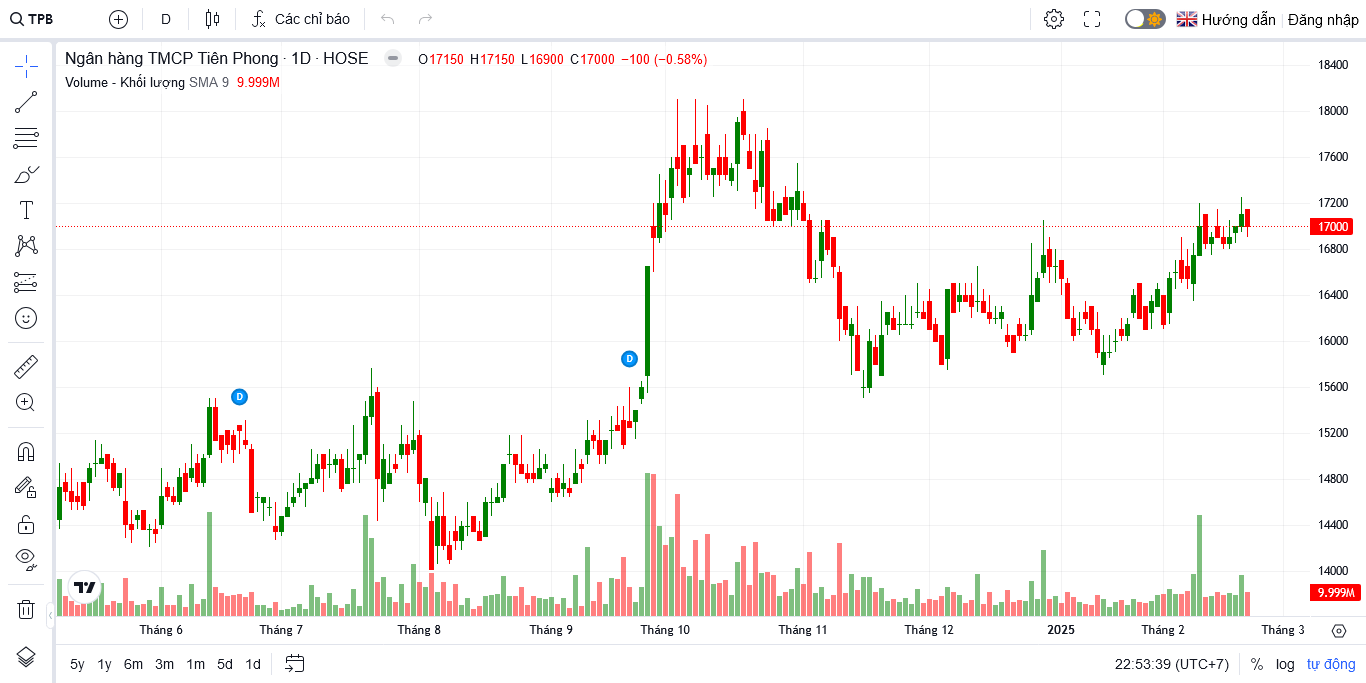 TPB D Các chỉ báo Hướng dẫn Đăng nhập
Ngân hàng TMCP Tiên Phong · 1D · HOSE O17150 H17150 L16900 C17000 −100 (−0.58%)
Volume - Khối lượng SMA 9 9.999M
18400
18000
17600
17200
17000
16800
16400
16000
D
15600
D
15200
14800
14400
14000
9.999M
Tháng 6 Tháng 7 Tháng 8 Tháng 9 Tháng 10 Tháng 11 Tháng 12 2025 Tháng 2 Tháng 3
5y 1y 6m 3m 1m 5d 1d 22:53:39 (UTC+7) % log tự động